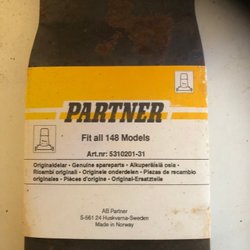 PARTNER
Fit all 148 Models
Art.nr: 5310201-31
Originaldelar - Genuine spareparts - Alkuperäisiä osia -
Ricambi originali - Originele onderdelen - Piezas de recambio
originales - Pièces d'origine - Original-Ersatzteile
AB Partner
S-561 24 Huskvarna-Sweden
Made in Norway